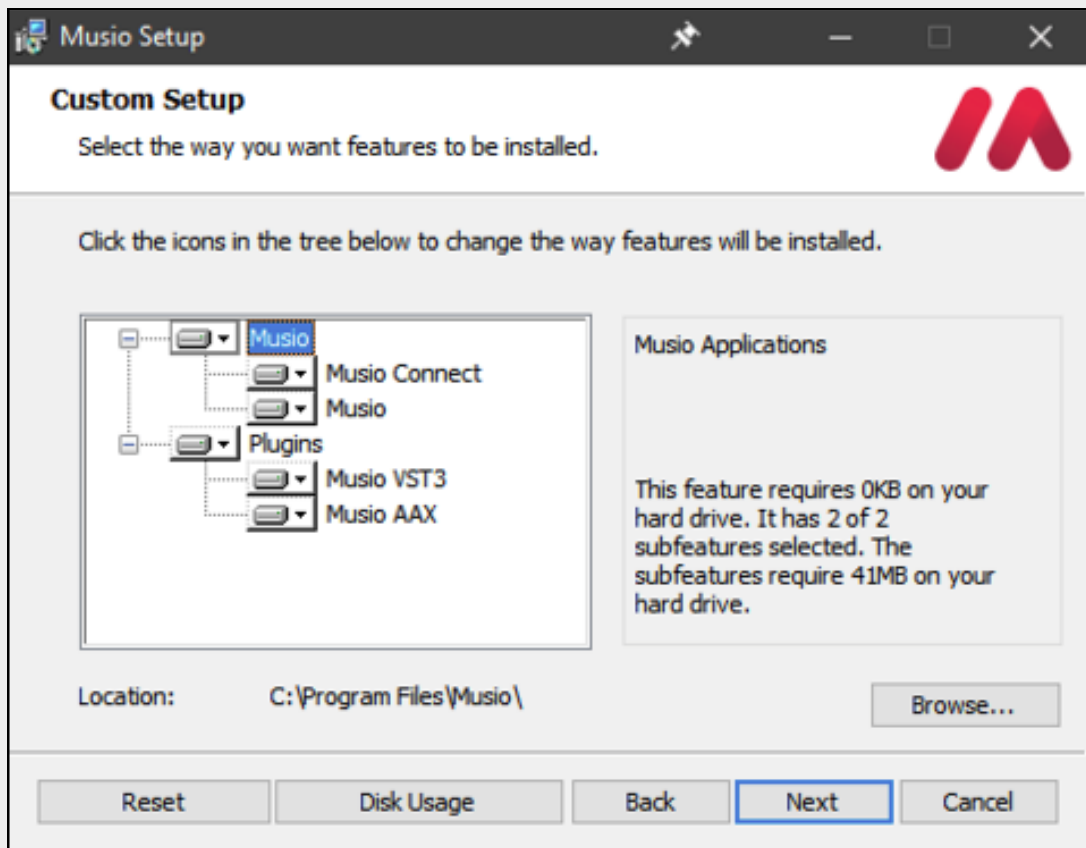 Musio Setup
Custom Setup
Select the way you want features to be installed.
Click the icons in the tree below to change the way features will be installed.
Musio
Musio Connect
Musio
Plugins
Musio VST3
Musio AAX
Musio Applications
This feature requires 0KB on your
hard drive. It has 2 of 2
subfeatures selected. The
subfeatures require 41MB on your
hard drive.
Location: C:\Program Files\Musio\
Browse...
Reset Disk Usage Back Next Cancel